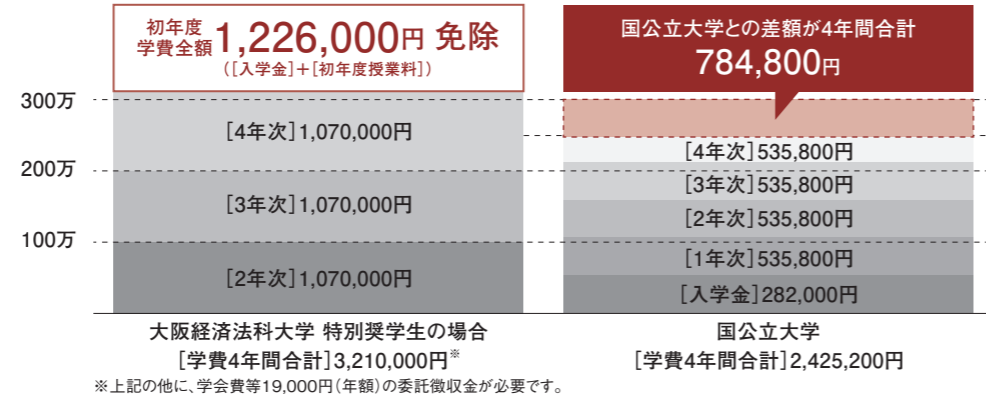 初年度
学費全額 1,226,000円 免除
（［入学金］＋［初年度授業料］）
国公立大学との差額が4年間合計
784,800円
300万
200万
100万
［4年次］1,070,000円
［3年次］1,070,000円
［2年次］1,070,000円
［4年次］535,800円
［3年次］535,800円
［2年次］535,800円
［1年次］535,800円
［入学金］282,000円
大阪経済法科大学 特別奨学生の場合
［学費4年間合計］3,210,000円※
国公立大学
［学費4年間合計］2,425,200円
※上記の他に、学会費等19,000円（年額）の委託徴収金が必要です。